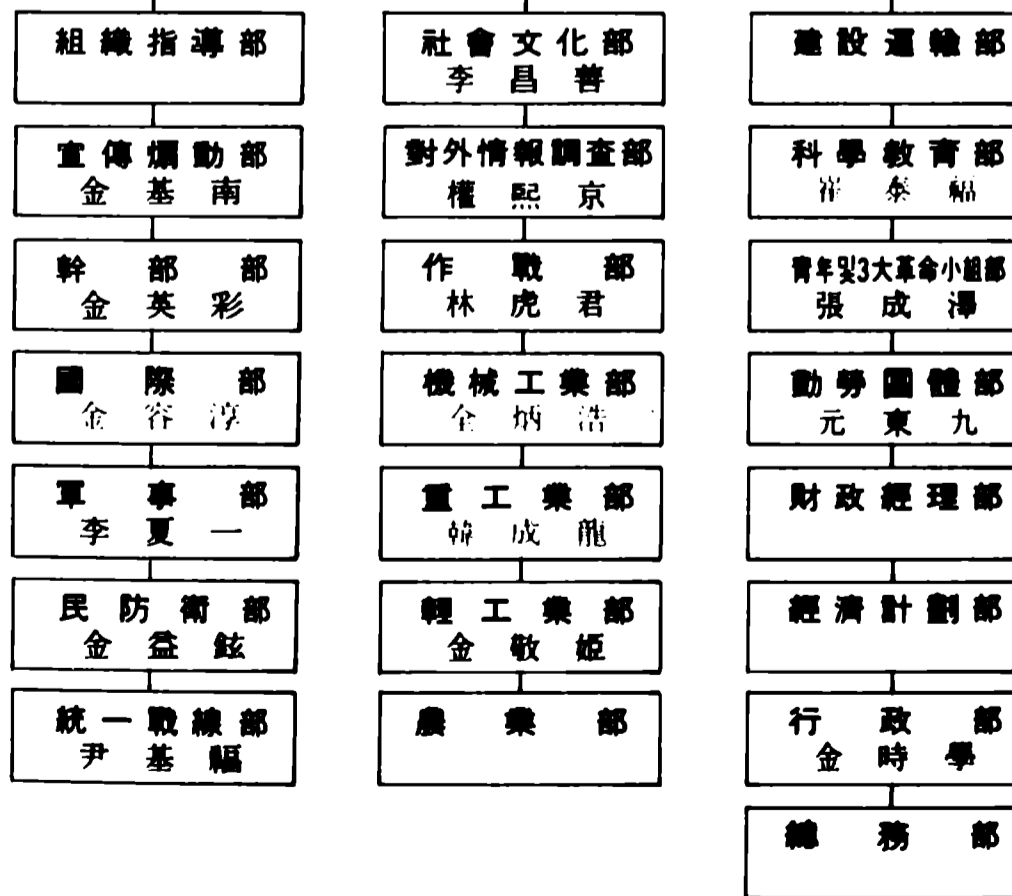 組織指導部
宣傳煽動部
金基南
幹部部
金英彩
國際部
金容淳
軍事部
李夏一
民防衛部
金益鉉
統一戰線部
尹基福
社會文化部
李昌善
對外情報調査部
權熙京
作戰部
林虎君
機械工業部
全炳浩
重工業部
韓成龍
輕工業部
金敬姬
農業部
建設運輸部
科學教育部
崔泰福
青年및3大革命小組部
張成澤
勤勞團體部
元東九
財政經理部
經濟計劃部
行政部
金時學
總務部